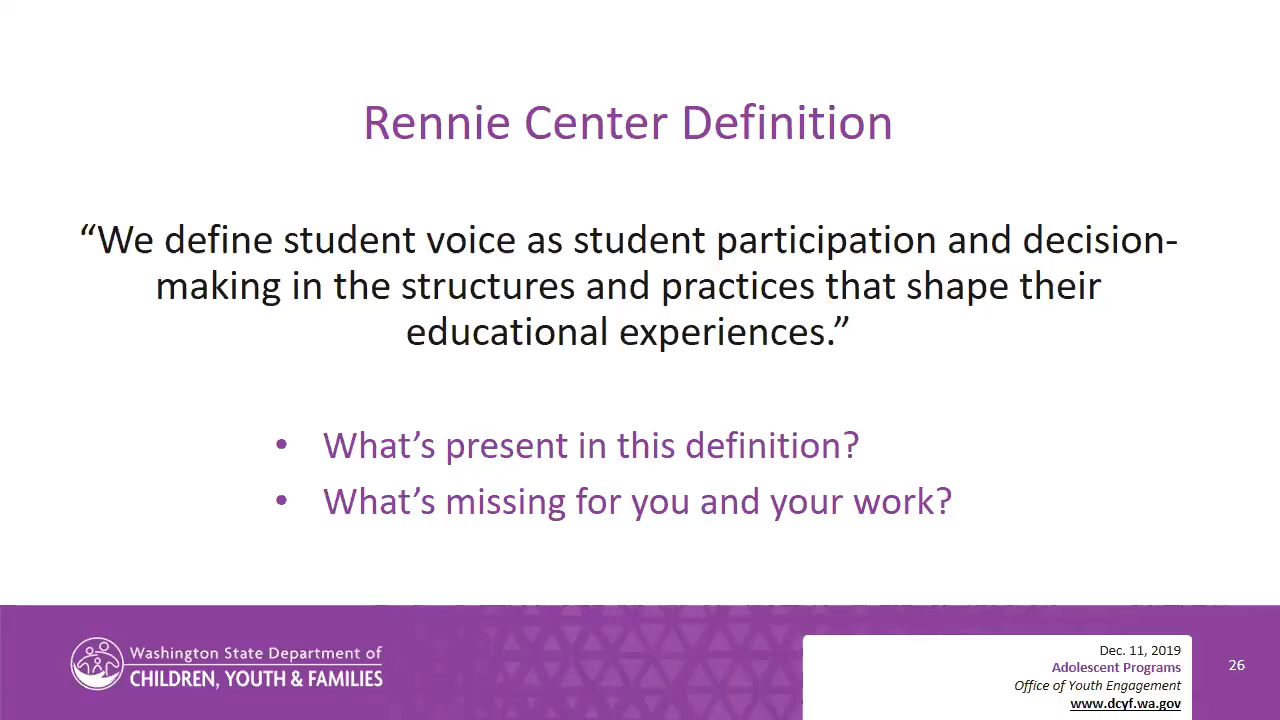 Rennie Center Definition
“We define student voice as student participation and decision-
making in the structures and practices that shape their
educational experiences.”
• What’s present in this definition?
• What’s missing for you and your work?
Washington State Department of
CHILDREN, YOUTH & FAMILIES
Dec. 11, 2019
Adolescent Programs
Office of Youth Engagement
www.dcyf.wa.gov
26